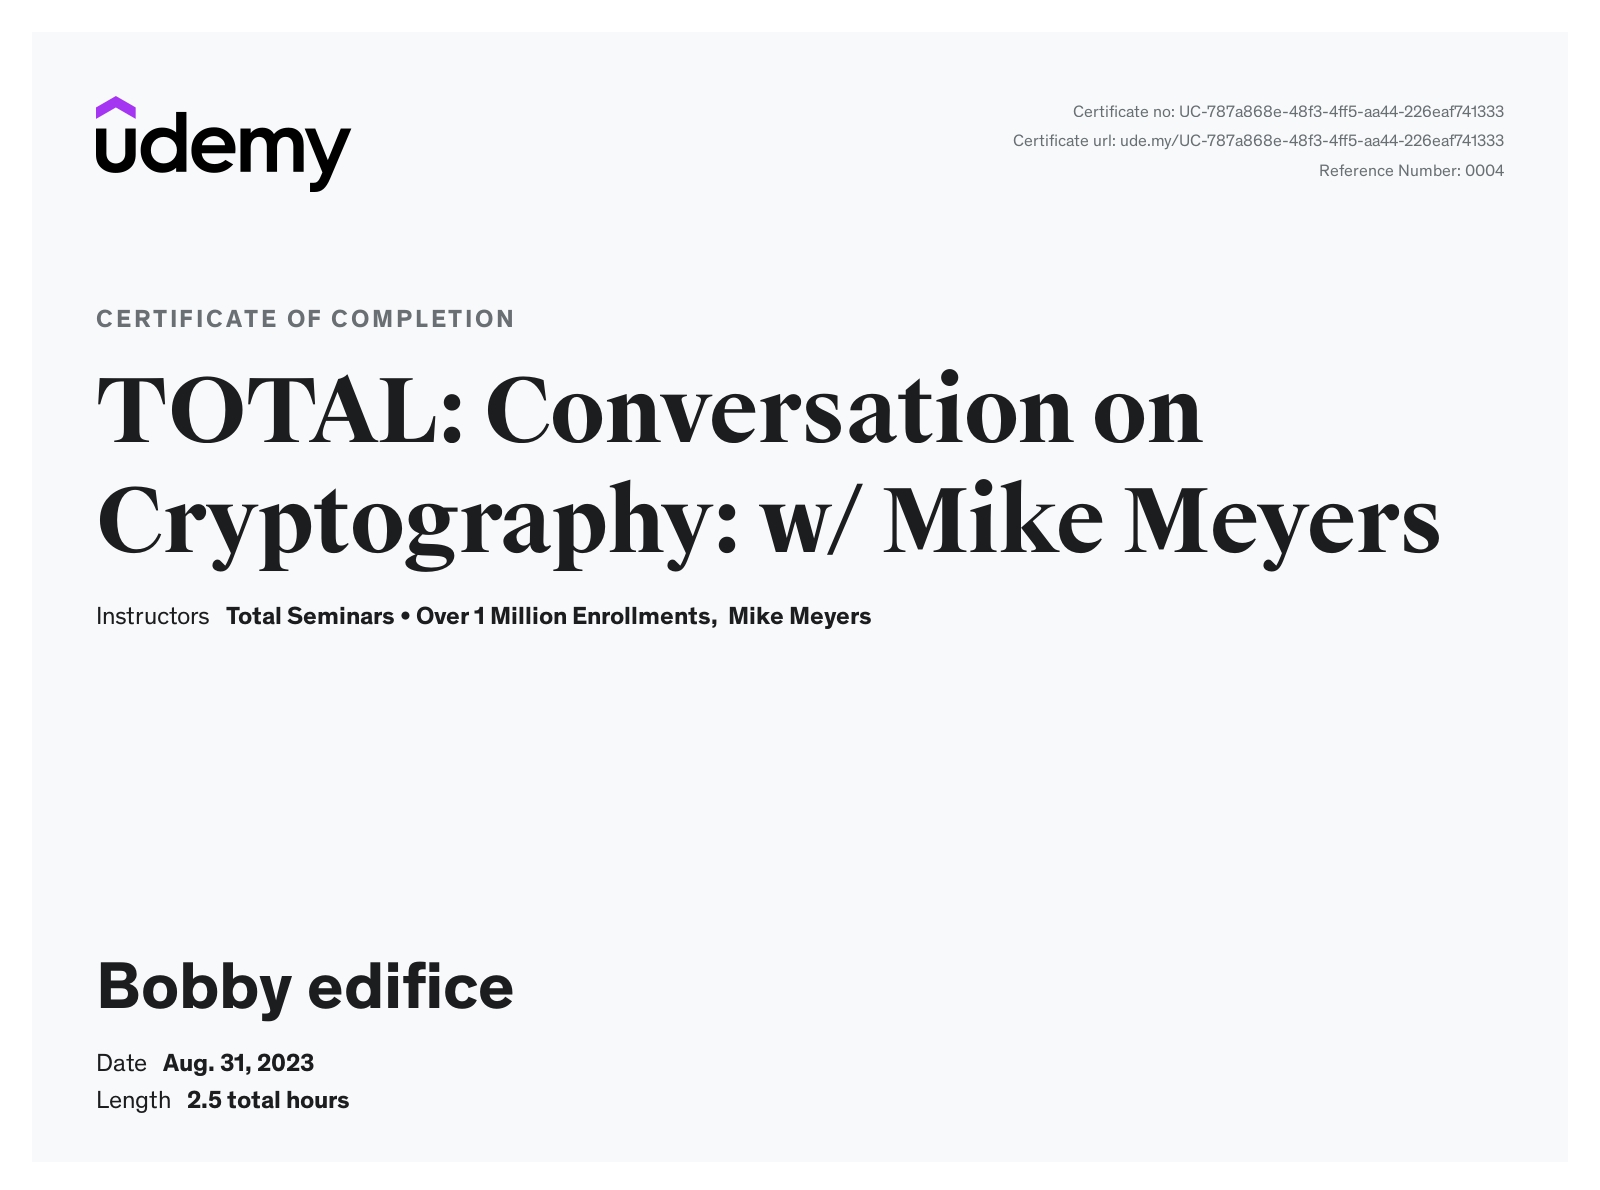 udemy
Certificate no: UC-787a868e-48f3-4ff5-aa44-226eaf741333
Certificate url: ude.my/UC-787a868e-48f3-4ff5-aa44-226eaf741333
Reference Number: 0004
CERTIFICATE OF COMPLETION
TOTAL: Conversation on
Cryptography: w/ Mike Meyers
Instructors Total Seminars • Over 1 Million Enrollments, Mike Meyers
Bobby edifice
Date Aug. 31, 2023
Length 2.5 total hours